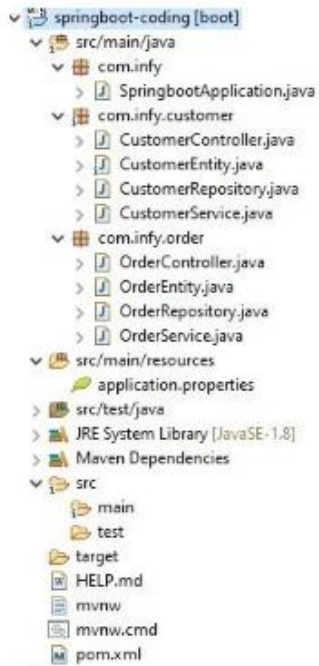 springboot-coding [boot]
src/main/java
com.infy
SpringbootApplication.java
com.infy.customer
CustomerController.java
CustomerEntity.java
CustomerRepository.java
CustomerService.java
com.infy.order
OrderController.java
OrderEntity.java
OrderRepository.java
OrderService.java
src/main/resources
application.properties
src/test/java
JRE System Library [JavaSE-1.8]
Maven Dependencies
src
main
test
target
HELP.md
mvnw
mvnw.cmd
pom.xml